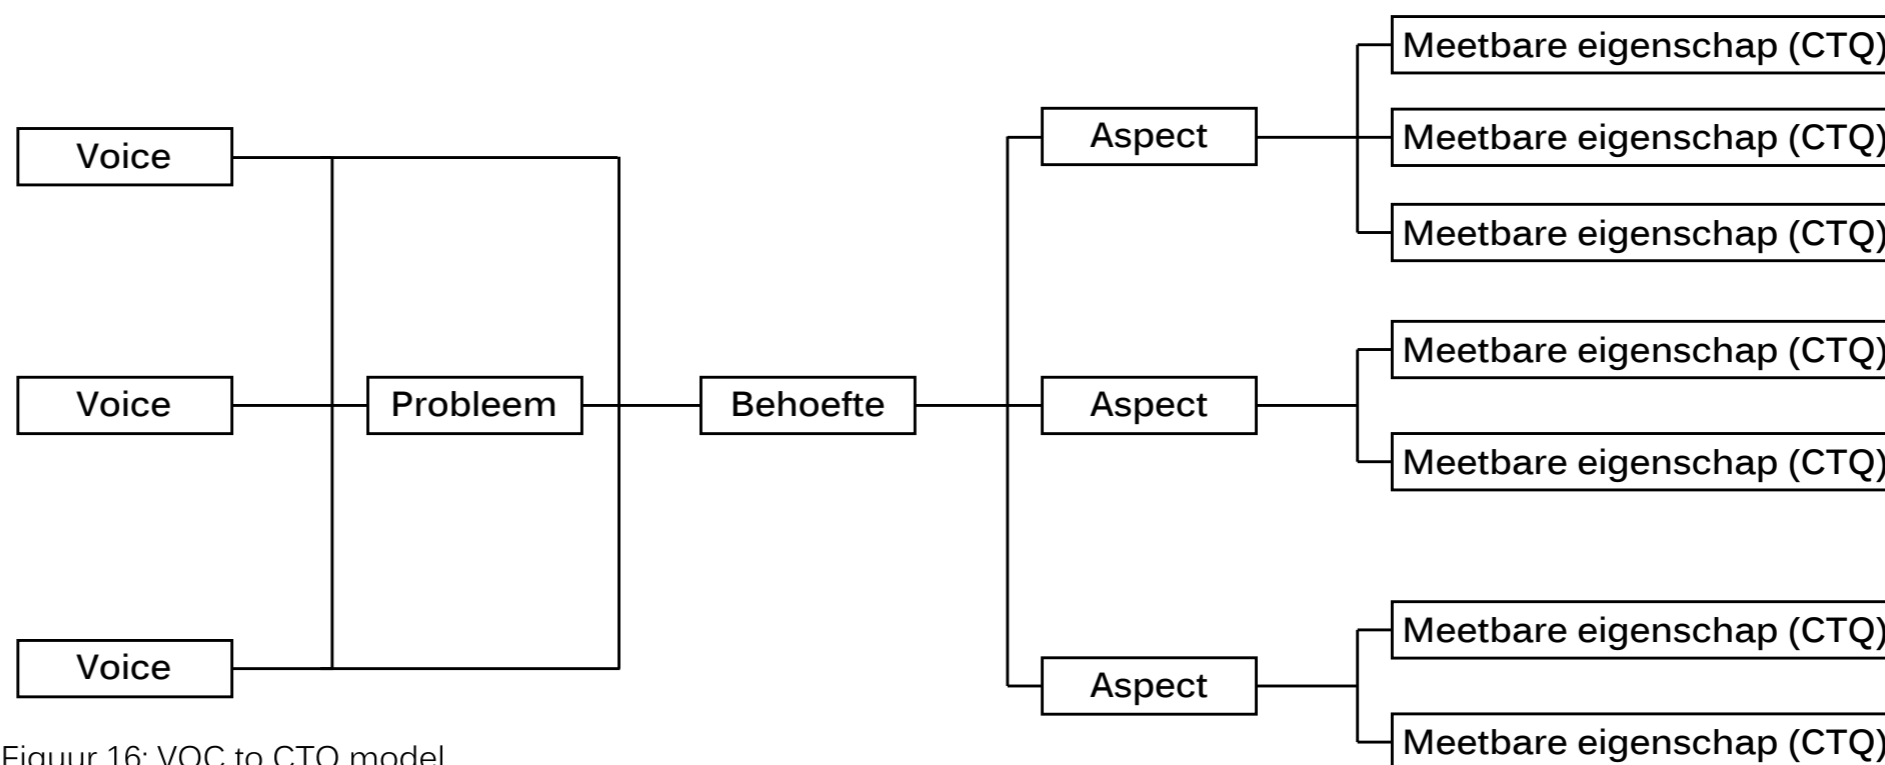 Voice
Voice
Voice
Probleem
Behoefte
Aspect
Aspect
Aspect
Meetbare eigenschap (CTQ)
Meetbare eigenschap (CTQ)
Meetbare eigenschap (CTQ)
Meetbare eigenschap (CTQ)
Meetbare eigenschap (CTQ)
Meetbare eigenschap (CTQ)
Meetbare eigenschap (CTQ)
Figuur 16: VOC to CTQ model